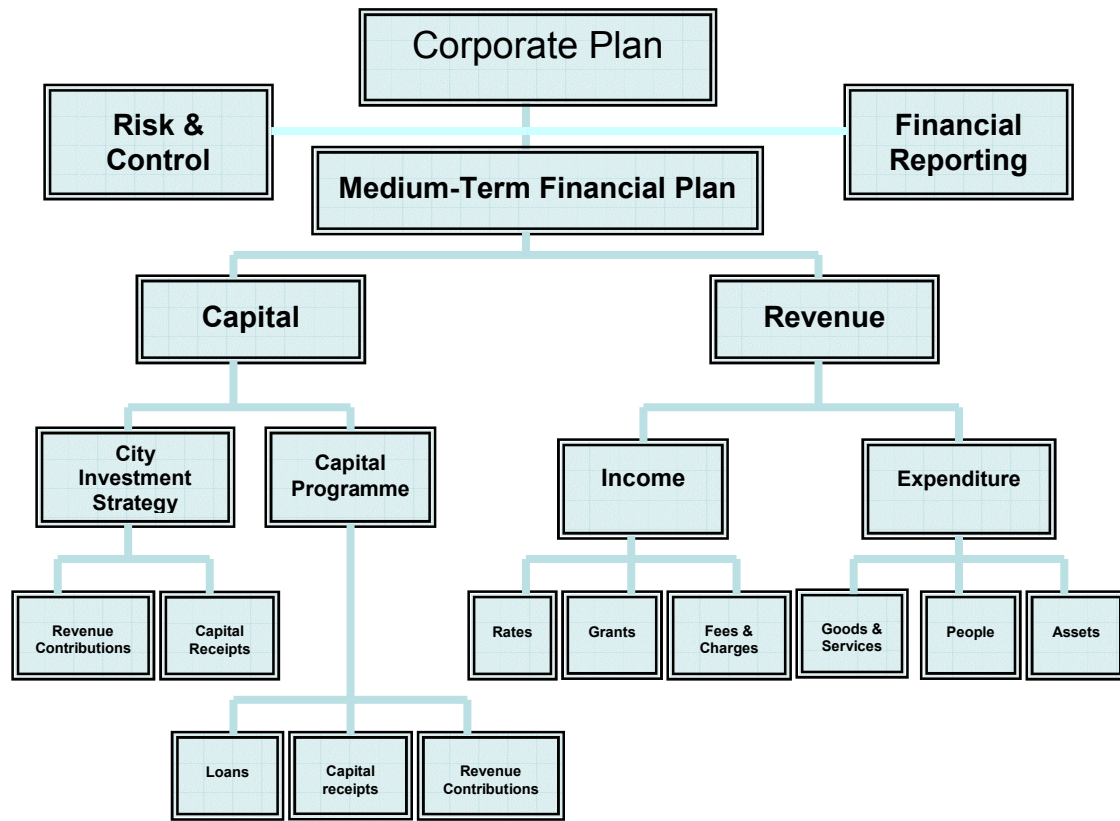 Corporate Plan
Risk &
Control
Financial
Reporting
Medium-Term Financial Plan
Capital
Revenue
City
Investment
Strategy
Capital
Programme
Income
Expenditure
Revenue
Contributions
Capital
Receipts
Rates
Grants
Fees &
Charges
Goods &
Services
People
Assets
Loans
Capital
receipts
Revenue
Contributions